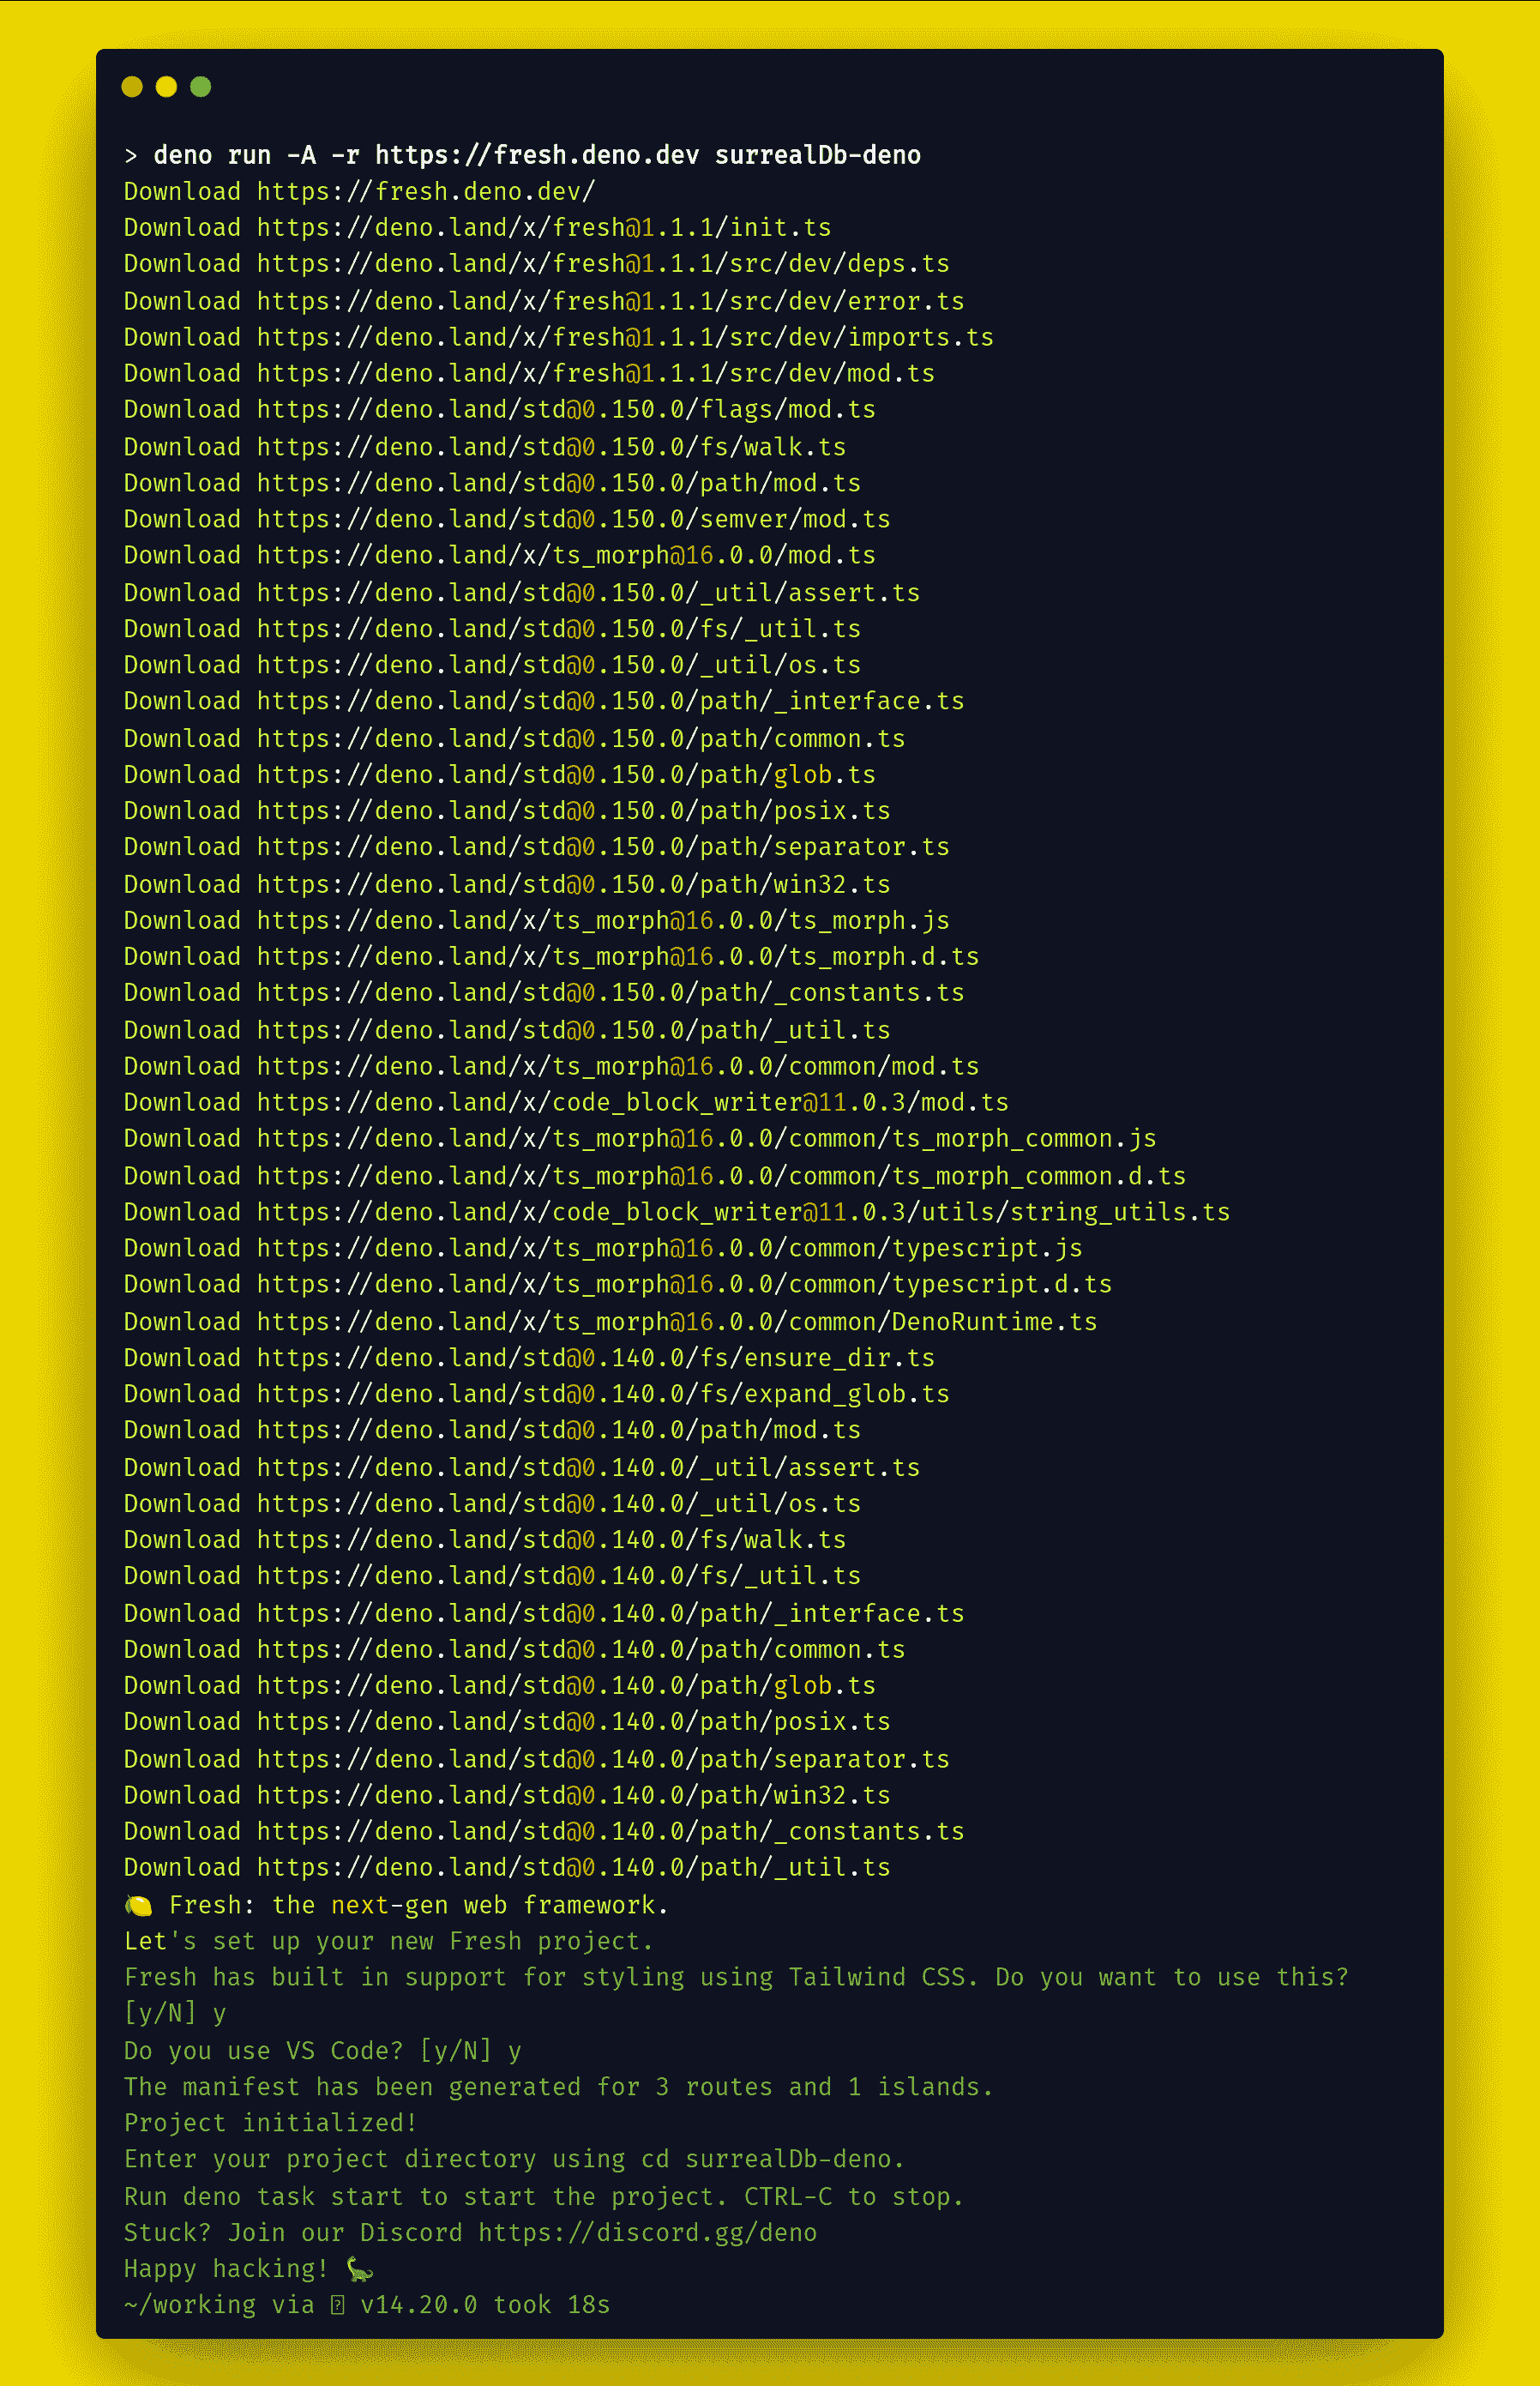 > deno run -A -r https://fresh.deno.dev surrealDb-deno
Download https://fresh.deno.dev/
Download https://deno.land/x/fresh@1.1.1/init.ts
Download https://deno.land/x/fresh@1.1.1/src/dev/deps.ts
Download https://deno.land/x/fresh@1.1.1/src/dev/error.ts
Download https://deno.land/x/fresh@1.1.1/src/dev/imports.ts
Download https://deno.land/x/fresh@1.1.1/src/dev/mod.ts
Download https://deno.land/std@0.150.0/flags/mod.ts
Download https://deno.land/std@0.150.0/fs/walk.ts
Download https://deno.land/std@0.150.0/path/mod.ts
Download https://deno.land/std@0.150.0/semver/mod.ts
Download https://deno.land/x/ts_morph@16.0.0/mod.ts
Download https://deno.land/std@0.150.0/_util/assert.ts
Download https://deno.land/std@0.150.0/fs/_util.ts
Download https://deno.land/std@0.150.0/_util/os.ts
Download https://deno.land/std@0.150.0/path/_interface.ts
Download https://deno.land/std@0.150.0/path/common.ts
Download https://deno.land/std@0.150.0/path/glob.ts
Download https://deno.land/std@0.150.0/path/posix.ts
Download https://deno.land/std@0.150.0/path/separator.ts
Download https://deno.land/std@0.150.0/path/win32.ts
Download https://deno.land/x/ts_morph@16.0.0/ts_morph.js
Download https://deno.land/x/ts_morph@16.0.0/ts_morph.d.ts
Download https://deno.land/std@0.150.0/path/_constants.ts
Download https://deno.land/std@0.150.0/path/_util.ts
Download https://deno.land/x/ts_morph@16.0.0/common/mod.ts
Download https://deno.land/x/code_block_writer@11.0.3/mod.ts
Download https://deno.land/x/ts_morph@16.0.0/common/ts_morph_common.js
Download https://deno.land/x/ts_morph@16.0.0/common/ts_morph_common.d.ts
Download https://deno.land/x/code_block_writer@11.0.3/utils/string_utils.ts
Download https://deno.land/x/ts_morph@16.0.0/common/typescript.js
Download https://deno.land/x/ts_morph@16.0.0/common/typescript.d.ts
Download https://deno.land/x/ts_morph@16.0.0/common/DenoRuntime.ts
Download https://deno.land/std@0.140.0/fs/ensure_dir.ts
Download https://deno.land/std@0.140.0/fs/expand_glob.ts
Download https://deno.land/std@0.140.0/path/mod.ts
Download https://deno.land/std@0.140.0/_util/assert.ts
Download https://deno.land/std@0.140.0/_util/os.ts
Download https://deno.land/std@0.140.0/fs/walk.ts
Download https://deno.land/std@0.140.0/fs/_util.ts
Download https://deno.land/std@0.140.0/path/_interface.ts
Download https://deno.land/std@0.140.0/path/common.ts
Download https://deno.land/std@0.140.0/path/glob.ts
Download https://deno.land/std@0.140.0/path/posix.ts
Download https://deno.land/std@0.140.0/path/separator.ts
Download https://deno.land/std@0.140.0/path/win32.ts
Download https://deno.land/std@0.140.0/path/_constants.ts
Download https://deno.land/std@0.140.0/path/_util.ts
🍋 Fresh: the next-gen web framework.
Let's set up your new Fresh project.
Fresh has built in support for styling using Tailwind CSS. Do you want to use this?
[y/N] y
Do you use VS Code? [y/N] y
The manifest has been generated for 3 routes and 1 islands.
Project initialized!
Enter your project directory using cd surrealDb-deno.
Run deno task start to start the project. CTRL-C to stop.
Stuck? Join our Discord https://discord.gg/deno
Happy hacking! 🦕
~/working via ⍰ v14.20.0 took 18s